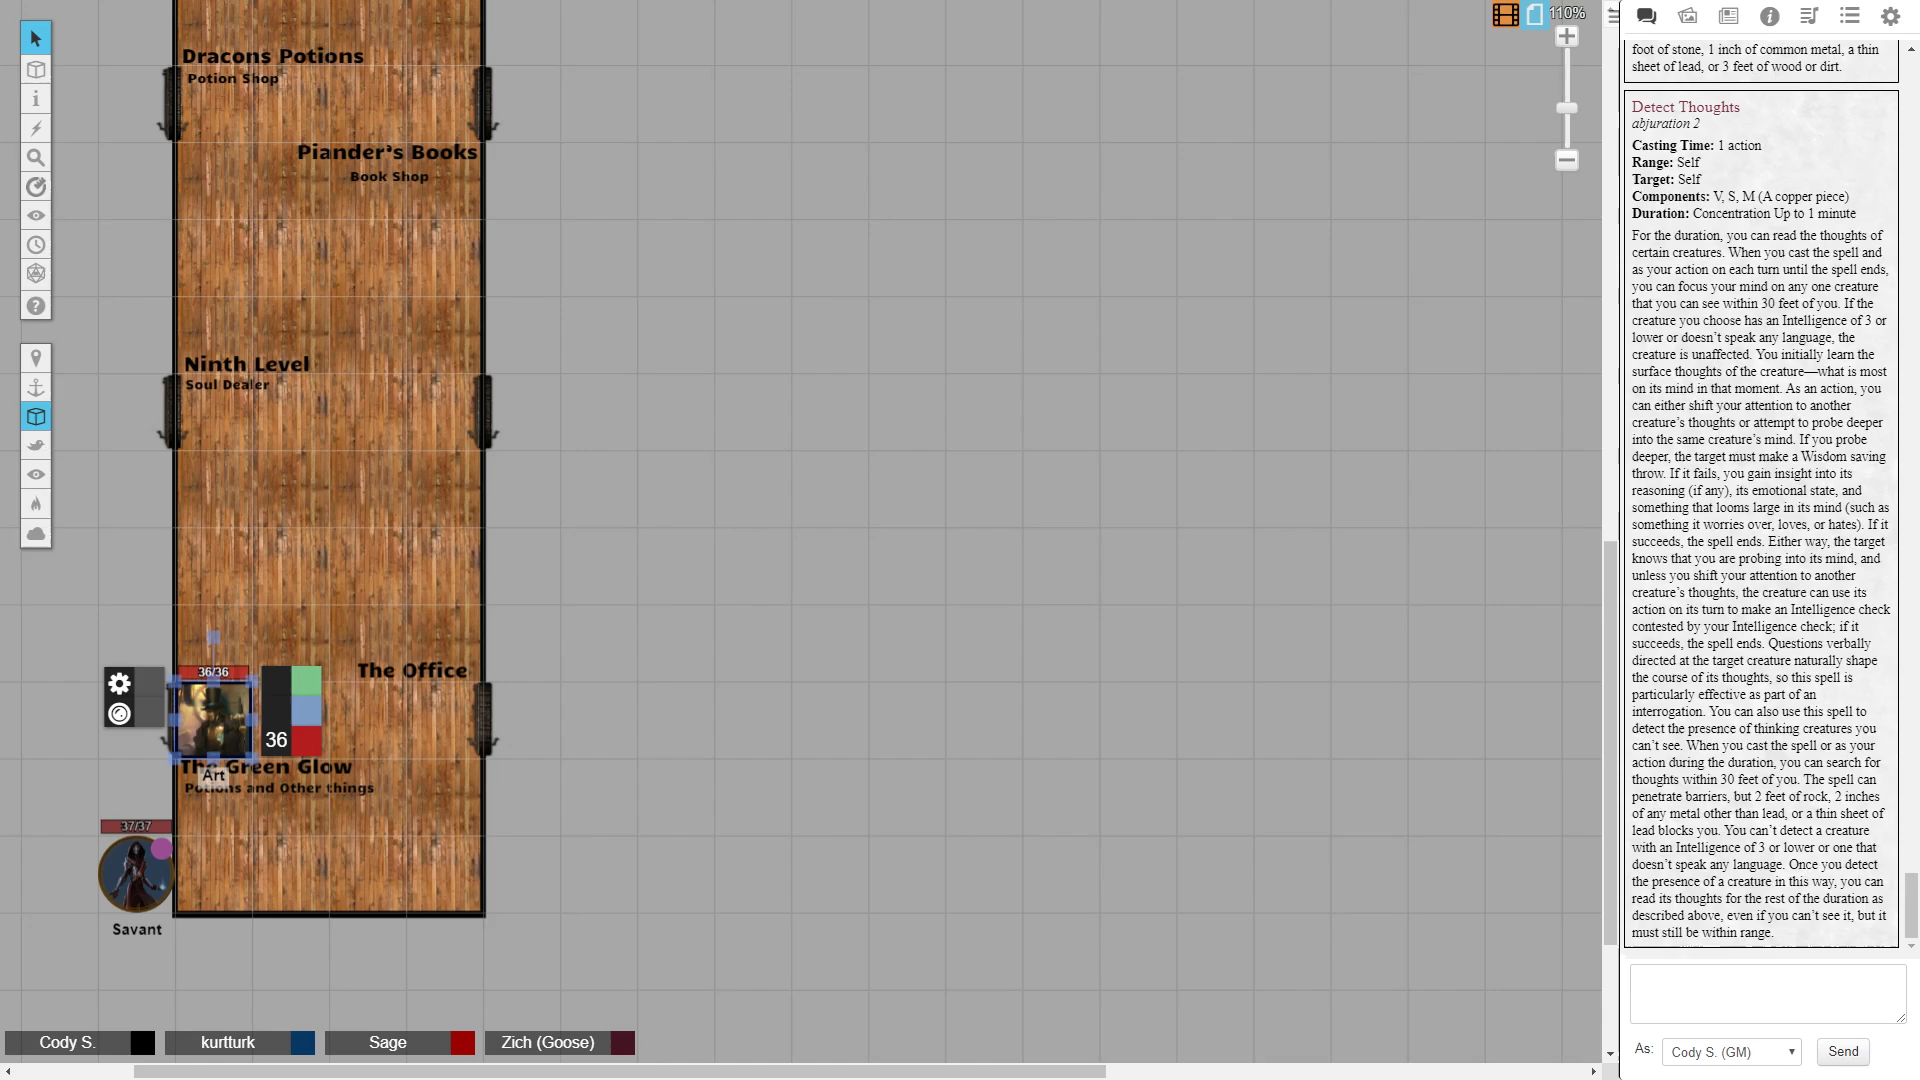 110%
Dracons Potions
Potion Shop
Piander's Books
Book Shop
Ninth Level
Soul Dealer
36/36
The Office
36
The Green Glow
Art
Potions and Other things
37/37
Savant
Cody S.
kurtturk
Sage
Zich (Goose)
foot of stone, 1 inch of common metal, a thin
sheet of lead, or 3 feet of wood or dirt.
Detect Thoughts
abjuration 2
Casting Time: 1 action
Range: Self
Target: Self
Components: V, S, M (A copper piece)
Duration: Concentration Up to 1 minute
For the duration, you can read the thoughts of
certain creatures. When you cast the spell and
as your action on each turn until the spell ends,
you can focus your mind on any one creature
that you can see within 30 feet of you. If the
creature you choose has an Intelligence of 3 or
lower or doesn’t speak any language, the
creature is unaffected. You initially learn the
surface thoughts of the creature—what is most
on its mind in that moment. As an action, you
can either shift your attention to another
creature’s thoughts or attempt to probe deeper
into the same creature’s mind. If you probe
deeper, the target must make a Wisdom saving
throw. If it fails, you gain insight into its
reasoning (if any), its emotional state, and
something that looms large in its mind (such as
something it worries over, loves, or hates). If it
succeeds, the spell ends. Either way, the target
knows that you are probing into its mind, and
unless you shift your attention to another
creature’s thoughts, the creature can use its
action on its turn to make an Intelligence check
contested by your Intelligence check; if it
succeeds, the spell ends. Questions verbally
directed at the target creature naturally shape
the course of its thoughts, so this spell is
particularly effective as part of an
interrogation. You can also use this spell to
detect the presence of thinking creatures you
can’t see. When you cast the spell or as your
action during the duration, you can search for
thoughts within 30 feet of you. The spell can
penetrate barriers, but 2 feet of rock, 2 inches
of any metal other than lead, or a thin sheet of
lead blocks you. You can’t detect a creature
with an Intelligence of 3 or lower or one that
doesn’t speak any language. Once you detect
the presence of a creature in this way, you can
read its thoughts for the rest of the duration as
described above, even if you can’t see it, but it
must still be within range.
As:
Cody S. (GM)
Send